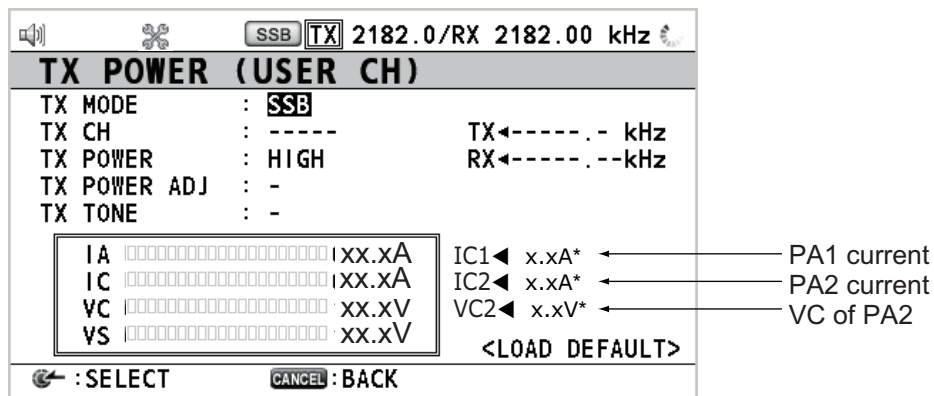 SSB TX 2182.0/RX 2182.00 kHz
TX POWER (USER CH)
TX MODE : SSB
TX CH : ----- TX◄-----.- kHz
TX POWER : HIGH RX◄-----.--kHz
TX POWER ADJ : -
TX TONE : -
IA xx.xA IC1◄ x.xA* PA1 current
IC xx.xA IC2◄ x.xA* PA2 current
VC xx.xV VC2◄ x.xV* VC of PA2
VS xx.xV
<LOAD DEFAULT>
:SELECT CANCEL :BACK